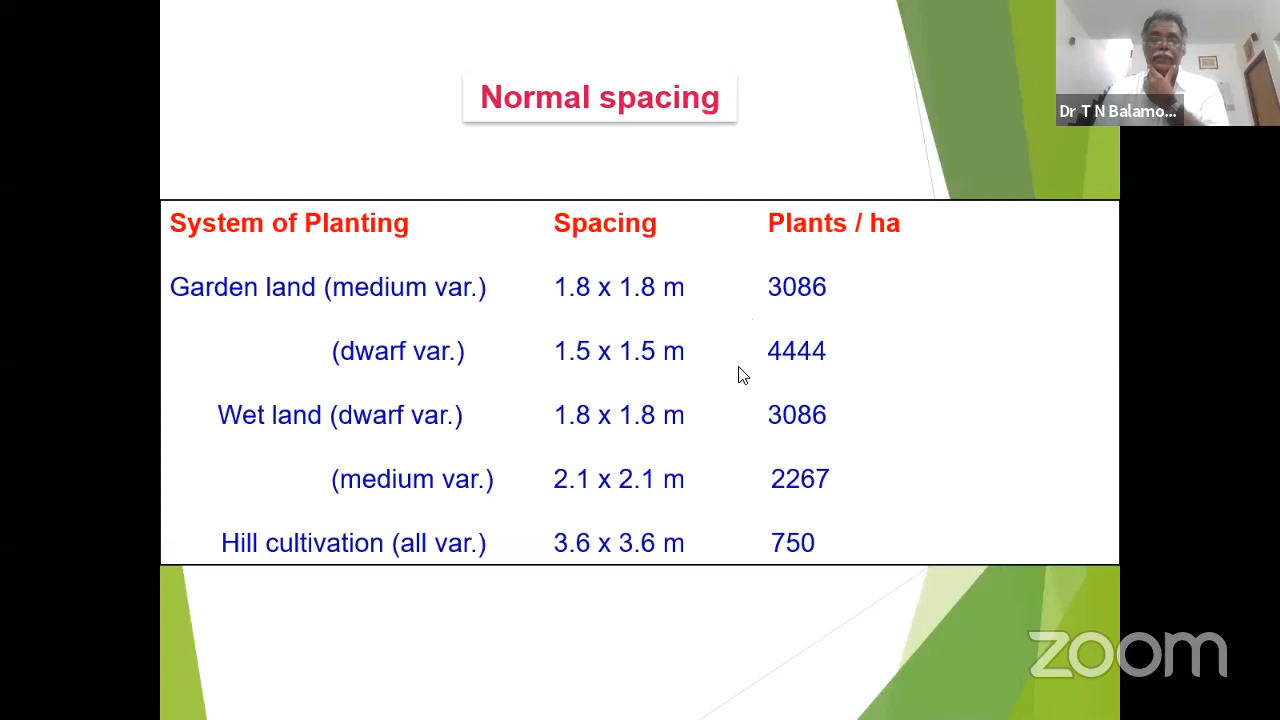 Normal spacing
Dr T N Balamo...
System of Planting Spacing Plants / ha
Garden land (medium var.) 1.8 x 1.8 m 3086
(dwarf var.) 1.5 x 1.5 m 4444
Wet land (dwarf var.) 1.8 x 1.8 m 3086
(medium var.) 2.1 x 2.1 m 2267
Hill cultivation (all var.) 3.6 x 3.6 m 750
zoom